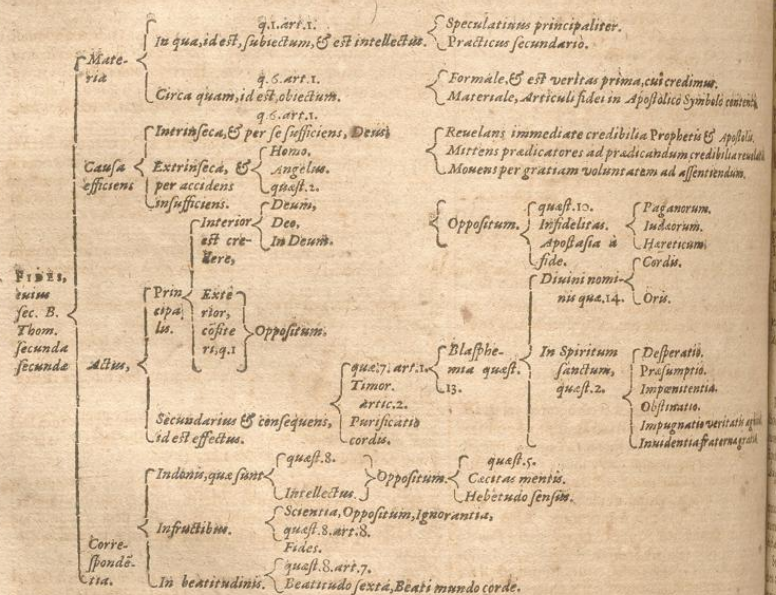 q.1.art.1.
In qua, id est, subiectum, & est intellectus.
Speculatiuus principaliter.
Practicus secundario.
Mate-
ria
q.6.art.1.
Circa quam, id est, obiectum.
Formale, & est veritas prima, cui credimus.
Materiale, Articuli fidei in Apostolico Symbolo contenti.
q.6.art.1.
Intrinseca, & per se sufficiens, Deus
Reuelans immediate credibilia Prophetis & Apostolis.
Mittens prædicatores ad prædicandum credibilia reuelata.
Mouens per gratiam voluntatem ad assentiendum.
Causa
efficiens
Extrinseca, &
per accidens
insufficiens.
Homo.
Angelus.
quæst.2.
FIDES,
cuius
sec. B.
Thom.
secunda
secundæ
Actus,
Prin
cipa
lis.
Interior
est cre-
dere,
Deum,
Deo,
In Deum.
Exte
rior,
cõfite
ri, q.1
Oppositum,
Oppositum.
quæst.10.
Infidelitas.
Apostasia à
fide.
Paganorum.
Iudæorum.
Hæreticum.
Secundarius & consequens,
id est effectus.
quæ.7.art.1.
Timor.
artic.2.
Purificatio
cordis.
Blasphe-
mia quæst.
13.
Diuini nomi-
nis quæ.14.
Cordis.
Oris.
In Spiritum
sanctum,
quæst.2.
Desperatio.
Præsumptio.
Impœnitentia.
Obstinatio.
Impugnatio veritatis
Inuidentia fraternæ gratiæ.
Corre-
spondẽ-
tia.
In donis, quæ sunt
quæst.8.
Intellectus.
Oppositum.
quæst.5.
Cæcitas mentis.
Hebetudo sensus.
In fructibus.
Scientia, Oppositum, Ignorantia,
quæst.8.art.8.
Fides.
In beatitudinis.
quæst.8.art.7.
Beatitudo sexta, Beati mundo corde.